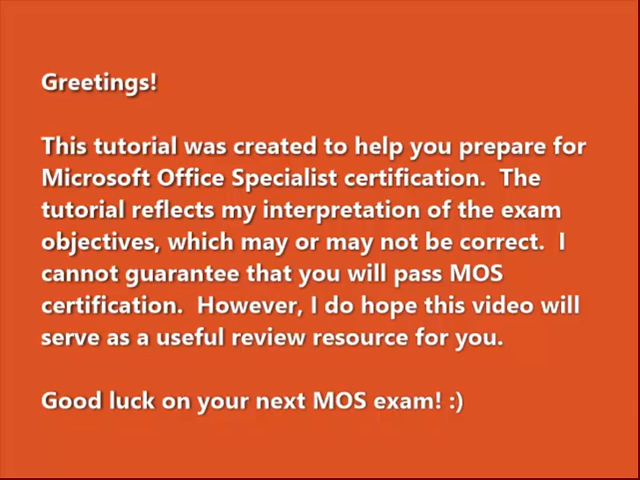 Greetings!
This tutorial was created to help you prepare for
Microsoft Office Specialist certification.  The
tutorial reflects my interpretation of the exam
objectives, which may or may not be correct.  I
cannot guarantee that you will pass MOS
certification.  However, I do hope this video will
serve as a useful review resource for you.
Good luck on your next MOS exam! :)